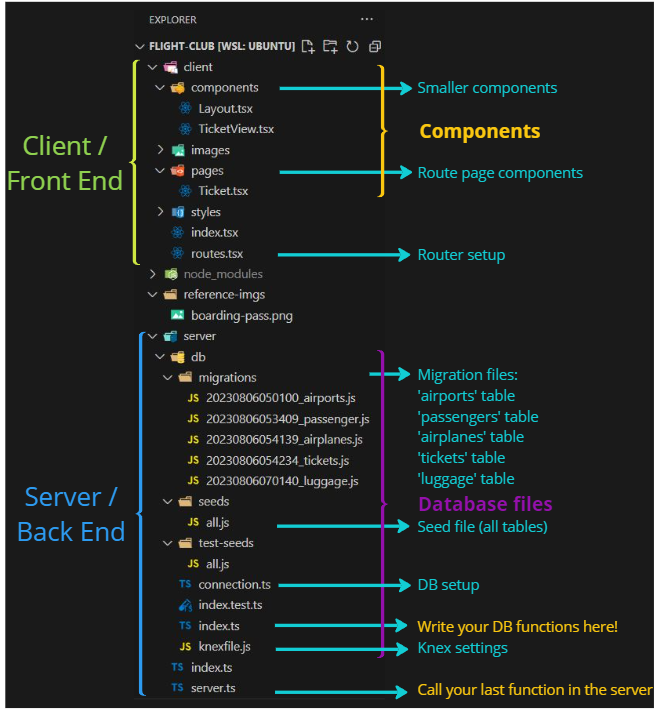 EXPLORER ...
FLIGHT-CLUB [WSL: UBUNTU]
client
components
Smaller components
Layout.tsx
TicketView.tsx
Components
Client /
Front End
images
pages
Route page components
Ticket.tsx
styles
index.tsx
routes.tsx
Router setup
node_modules
reference-imgs
boarding-pass.png
server
db
migrations
Migration files:
JS 20230806050100_airports.js
'airports' table
JS 20230806053409_passenger.js
'passengers' table
JS 20230806054139_airplanes.js
'airplanes' table
JS 20230806054234_tickets.js
'tickets' table
JS 20230806070140_luggage.js
'luggage' table
Server /
Back End
seeds
Database files
JS all.js
Seed file (all tables)
test-seeds
JS all.js
TS connection.ts
DB setup
index.test.ts
TS index.ts
Write your DB functions here!
JS knexfile.js
Knex settings
TS index.ts
TS server.ts
Call your last function in the server